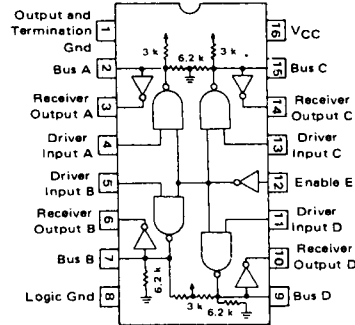 Output and
Termination
Gnd
1
16
VCC
3 k
3 k
6.2 k
Bus A
2
15
Bus C
Receiver
Output A
3
14
Receiver
Output C
Driver
Input A
4
13
Driver
Input C
Driver
Input B
5
12
Enable E
Receiver
Output B
6
11
Driver
Input D
Bus B
7
10
Receiver
Output D
6.2 k
Logic Gnd
8
3 k
6.2 k
9
Bus D